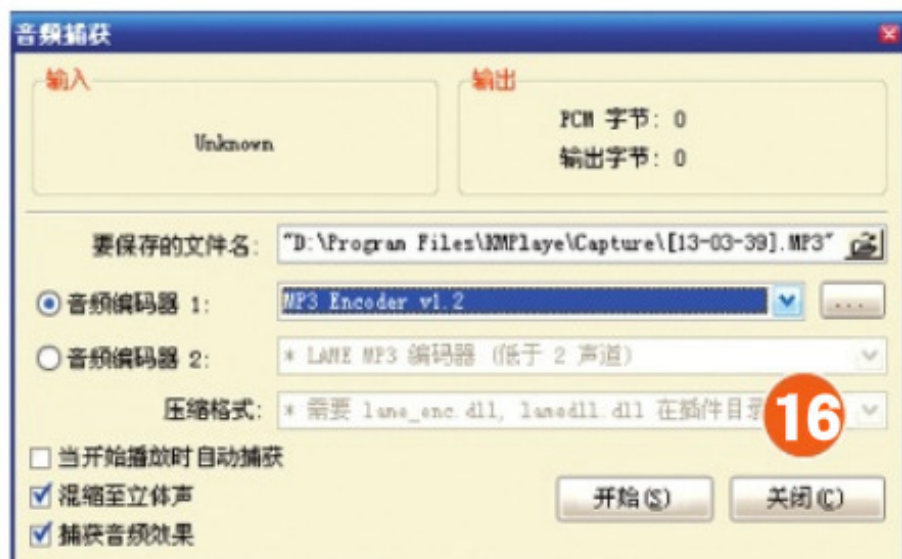 音频捕获
输入
输出
Unknown
PCM 字节: 0
输出字节: 0
要保存的文件名: "D:\Program Files\KMPlaye\Capture\[13-03-39].MP3"
音频编码器 1: MP3 Encoder v1.2 ...
音频编码器 2: * LAME MP3 编码器 (低于 2 声道)
压缩格式: * 需要 lame_enc.dll, lamedll.dll 在插件目录
16
当开始播放时自动捕获
混缩至立体声
开始(S) 关闭(C)
捕获音频效果